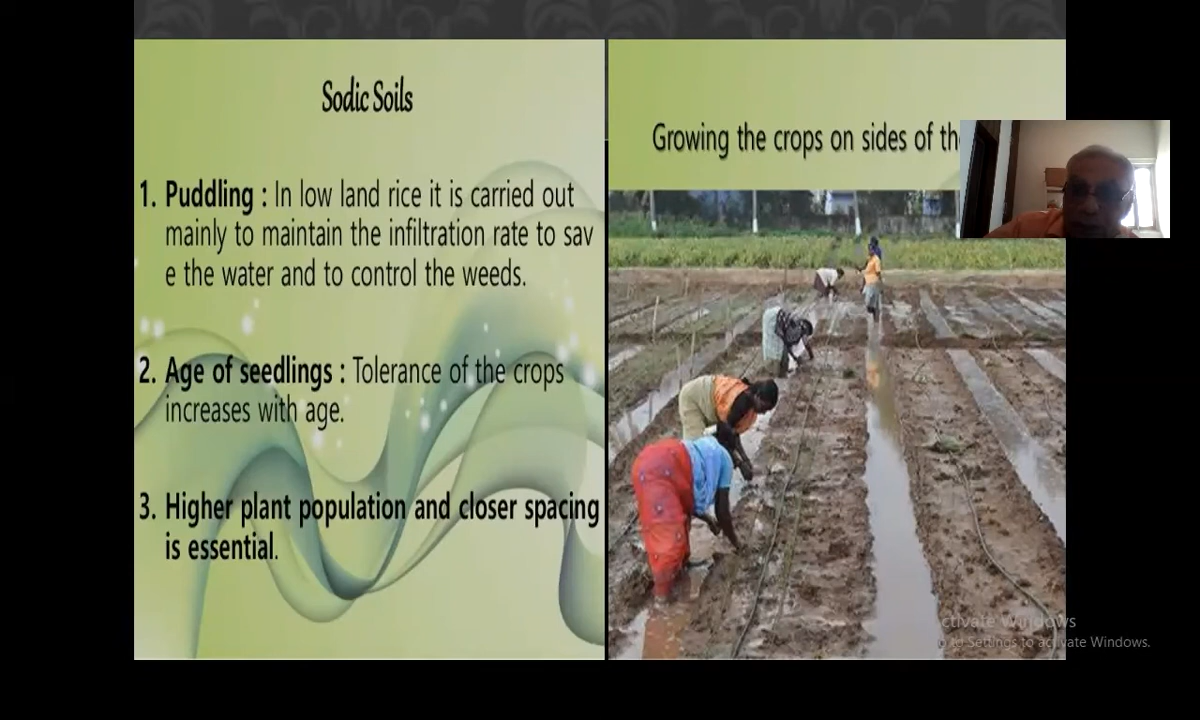 Sodic Soils
1. Puddling : In low land rice it is carried out
mainly to maintain the infiltration rate to sav
e the water and to control the weeds.
2. Age of seedlings : Tolerance of the crops
increases with age.
3. Higher plant population and closer spacing
is essential.
Growing the crops on sides of
ctivate Windows
to Settings to activate Windows.